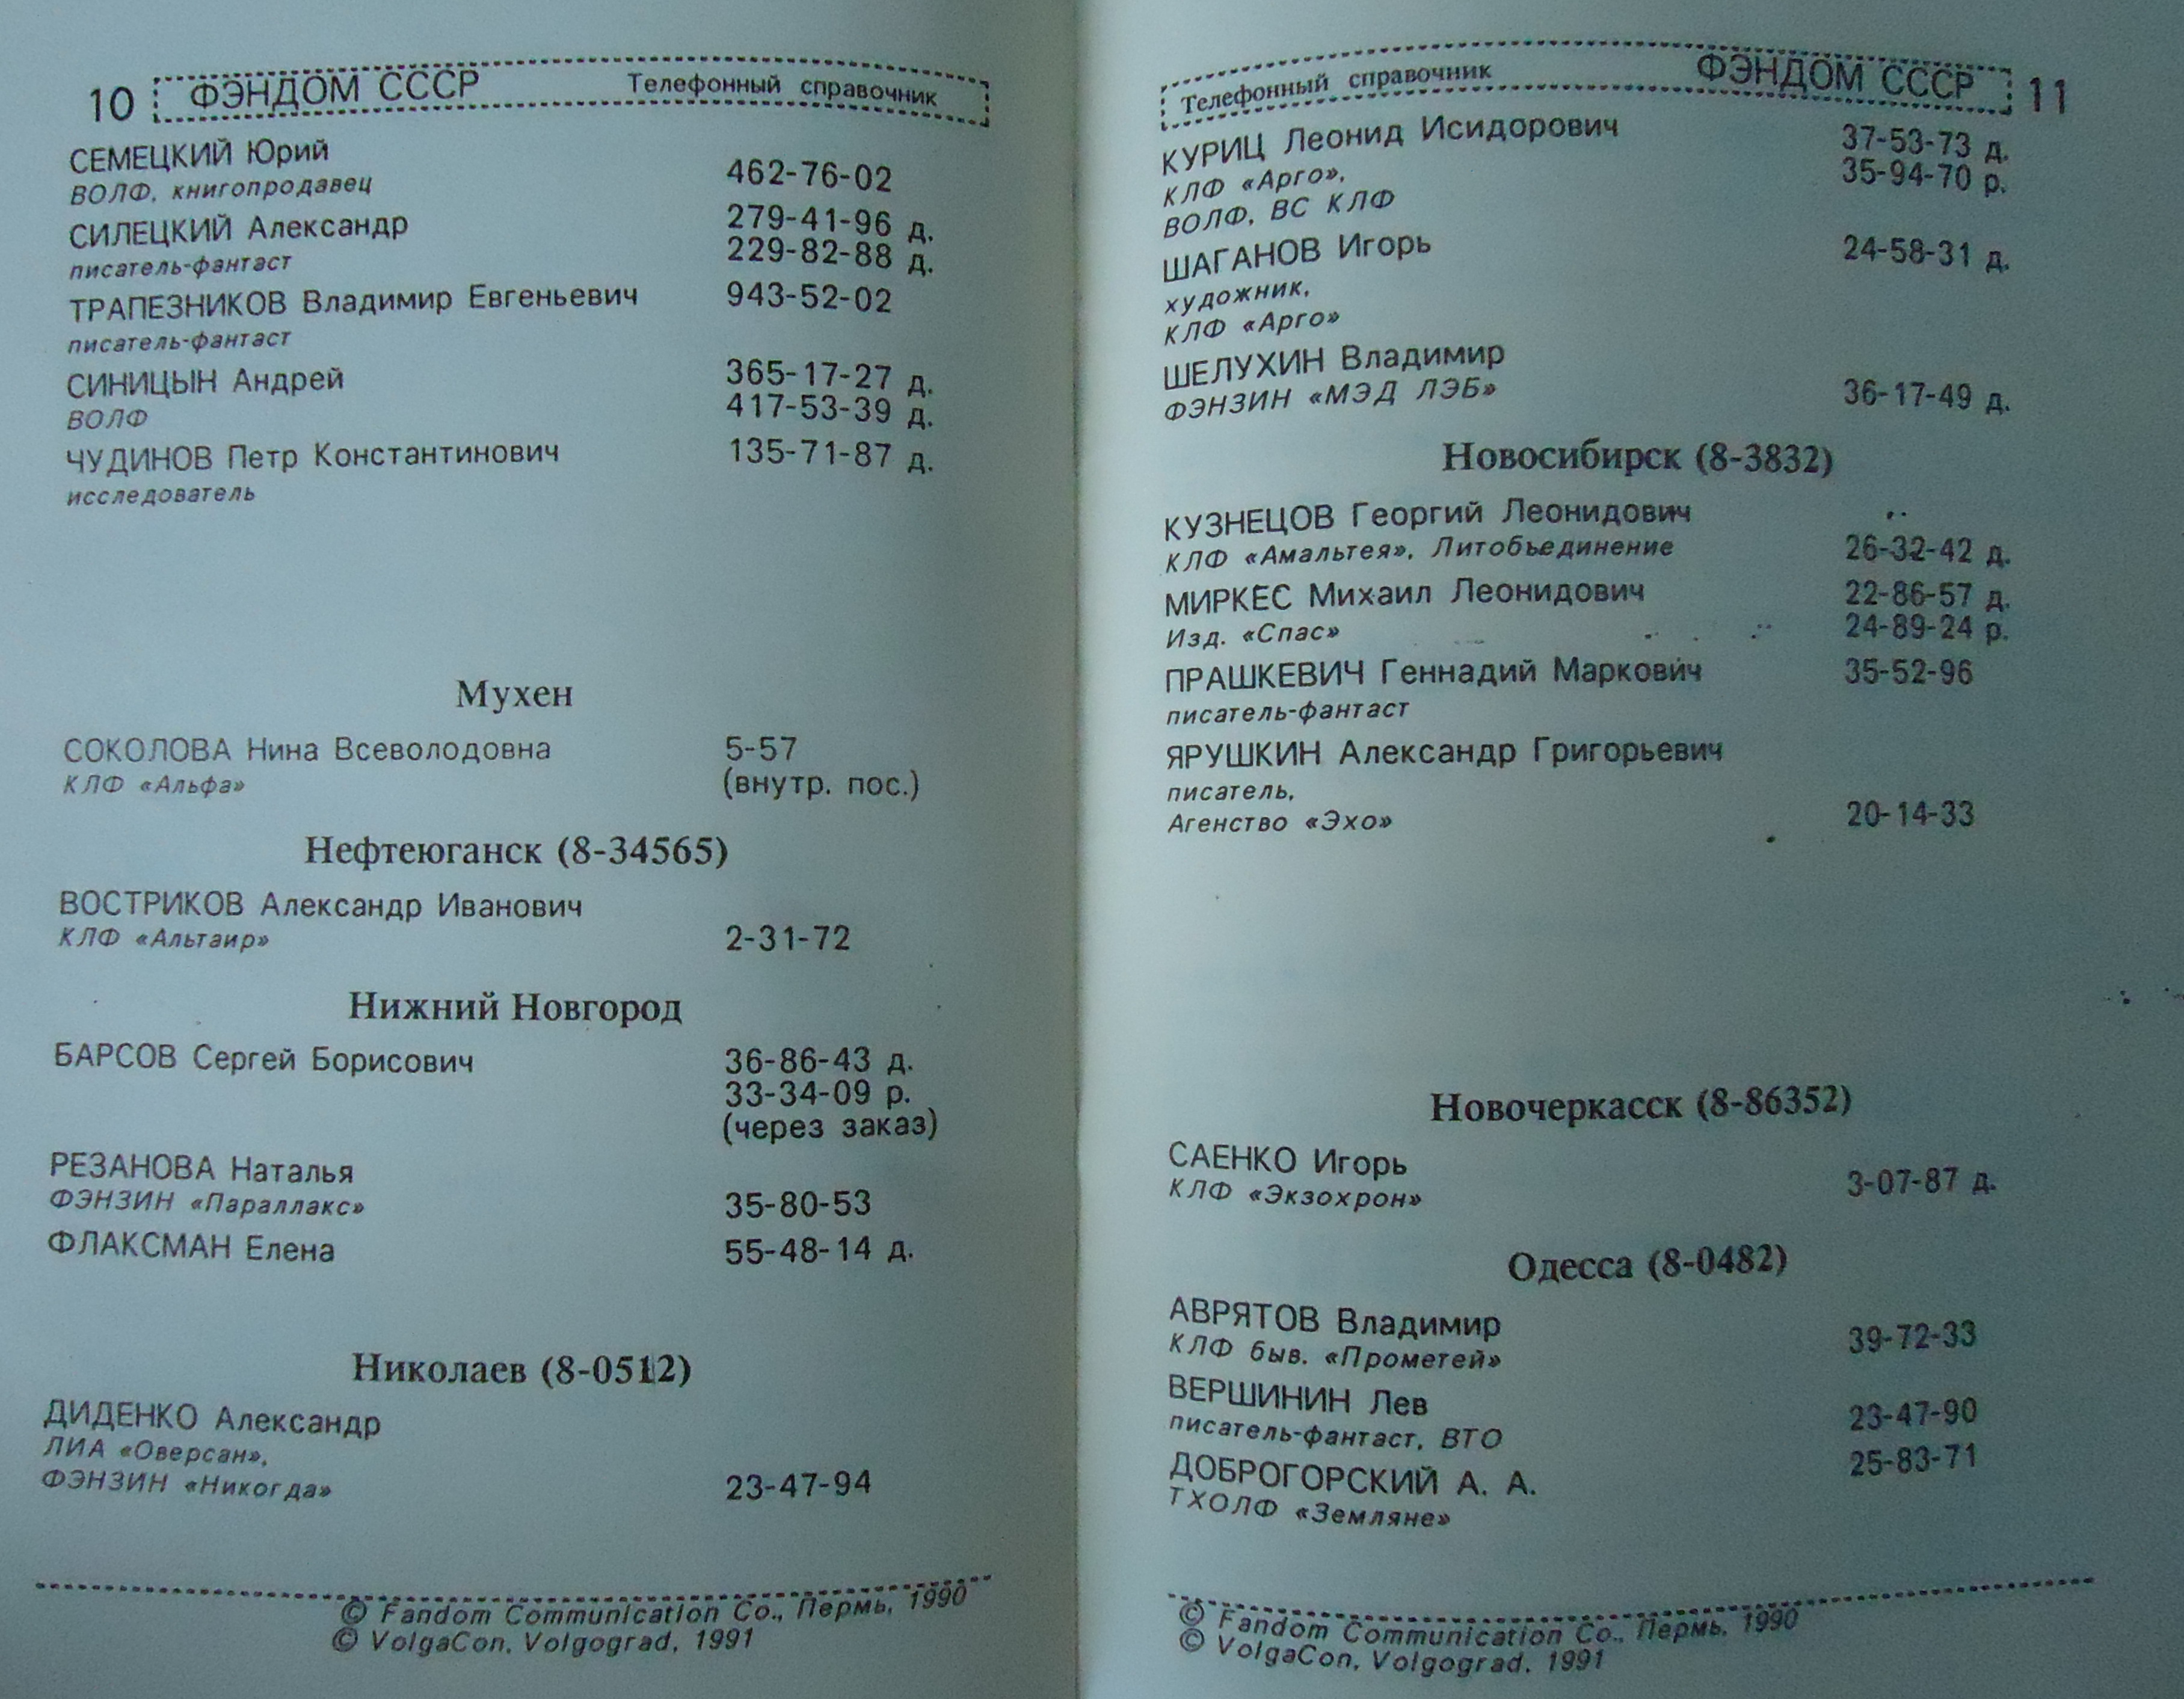 10 ФЭНДОМ СССР Телефонный справочник
СЕМЕЦКИЙ Юрий
ВОЛФ, книгопродавец 462-76-02
СИЛЕЦКИЙ Александр 279-41-96 д.
писатель-фантаст 229-82-88 д.
ТРАПЕЗНИКОВ Владимир Евгеньевич 943-52-02
писатель-фантаст
СИНИЦЫН Андрей 365-17-27 д.
ВОЛФ 417-53-39 д.
ЧУДИНОВ Петр Константинович 135-71-87 д.
исследователь
Мухен
СОКОЛОВА Нина Всеволодовна 5-57
КЛФ «Альфа» (внутр. пос.)
Нефтеюганск (8-34565)
ВОСТРИКОВ Александр Иванович
КЛФ «Альтаир» 2-31-72
Нижний Новгород
БАРСОВ Сергей Борисович 36-86-43 д.
33-34-09 р.
(через заказ)
РЕЗАНОВА Наталья
ФЭНЗИН «Параллакс» 35-80-53
ФЛАКСМАН Елена 55-48-14 д.
Николаев (8-0512)
ДИДЕНКО Александр
ЛИА «Оверсан»,
ФЭНЗИН «Никогда» 23-47-94
© Fandom Communication Co., Пермь, 1990
© VolgaCon, Volgograd, 1991
Телефонный справочник ФЭНДОМ СССР 11
КУРИЦ Леонид Исидорович 37-53-73 д.
КЛФ «Арго», 35-94-70 р.
ВОЛФ, ВС КЛФ
ШАГАНОВ Игорь 24-58-31 д.
художник,
КЛФ «Арго»
ШЕЛУХИН Владимир
ФЭНЗИН «МЭД ЛЭБ» 36-17-49 д.
Новосибирск (8-3832)
КУЗНЕЦОВ Георгий Леонидович
КЛФ «Амальтея», Литобъединение 26-32-42 д.
МИРКЕС Михаил Леонидович 22-86-57 д.
Изд. «Спас» 24-89-24 р.
ПРАШКЕВИЧ Геннадий Маркович 35-52-96
писатель-фантаст
ЯРУШКИН Александр Григорьевич
писатель,
Агенство «Эхо» 20-14-33
Новочеркасск (8-86352)
САЕНКО Игорь
КЛФ «Экзохрон» 3-07-87 д.
Одесса (8-0482)
АВРЯТОВ Владимир
КЛФ быв. «Прометей» 39-72-33
ВЕРШИНИН Лев
писатель-фантаст, ВТО 23-47-90
ДОБРОГОРСКИЙ А. А. 25-83-71
ТХОЛФ «Земляне»
© Fandom Communication Co., Пермь, 1990
© VolgaCon, Volgograd, 1991